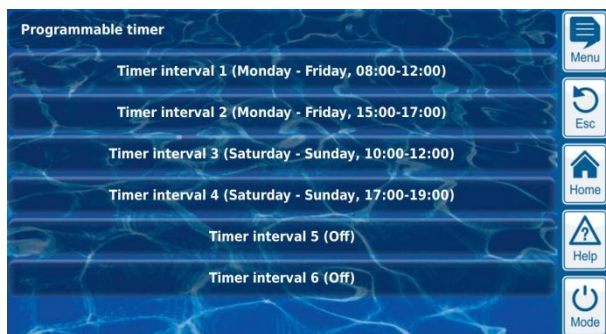 Programmable timer
Timer interval 1 (Monday - Friday, 08:00-12:00)
Timer interval 2 (Monday - Friday, 15:00-17:00)
Timer interval 3 (Saturday - Sunday, 10:00-12:00)
Timer interval 4 (Saturday - Sunday, 17:00-19:00)
Timer interval 5 (Off)
Timer interval 6 (Off)
Menu
Esc
Home
?
Help
Mode